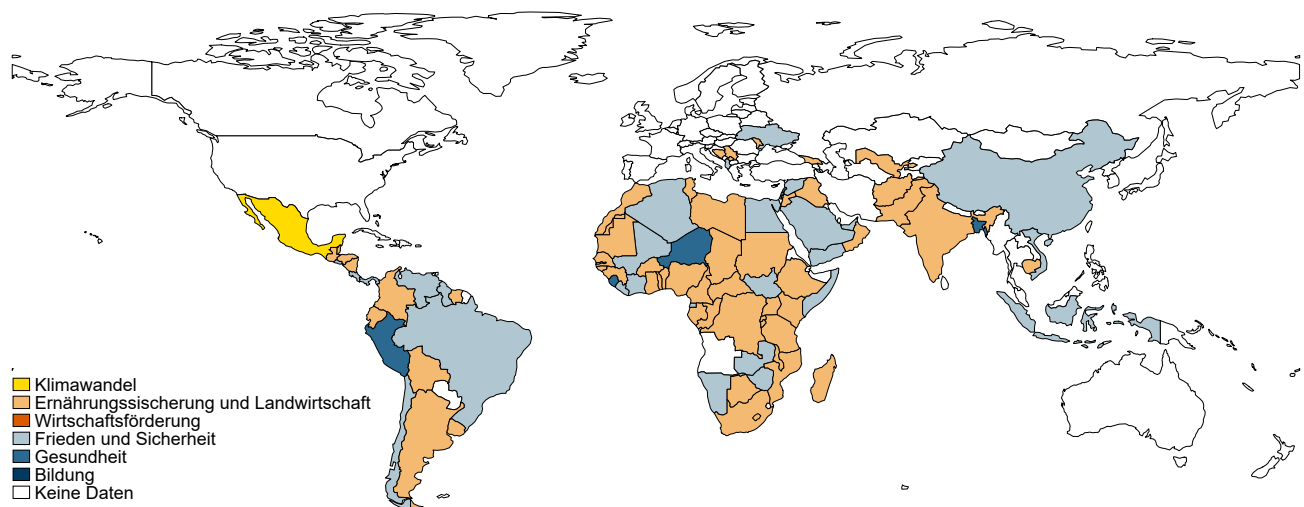 Klimawandel
Ernährungssischerung und Landwirtschaft
Wirtschaftsförderung
Frieden und Sicherheit
Gesundheit
Bildung
Keine Daten